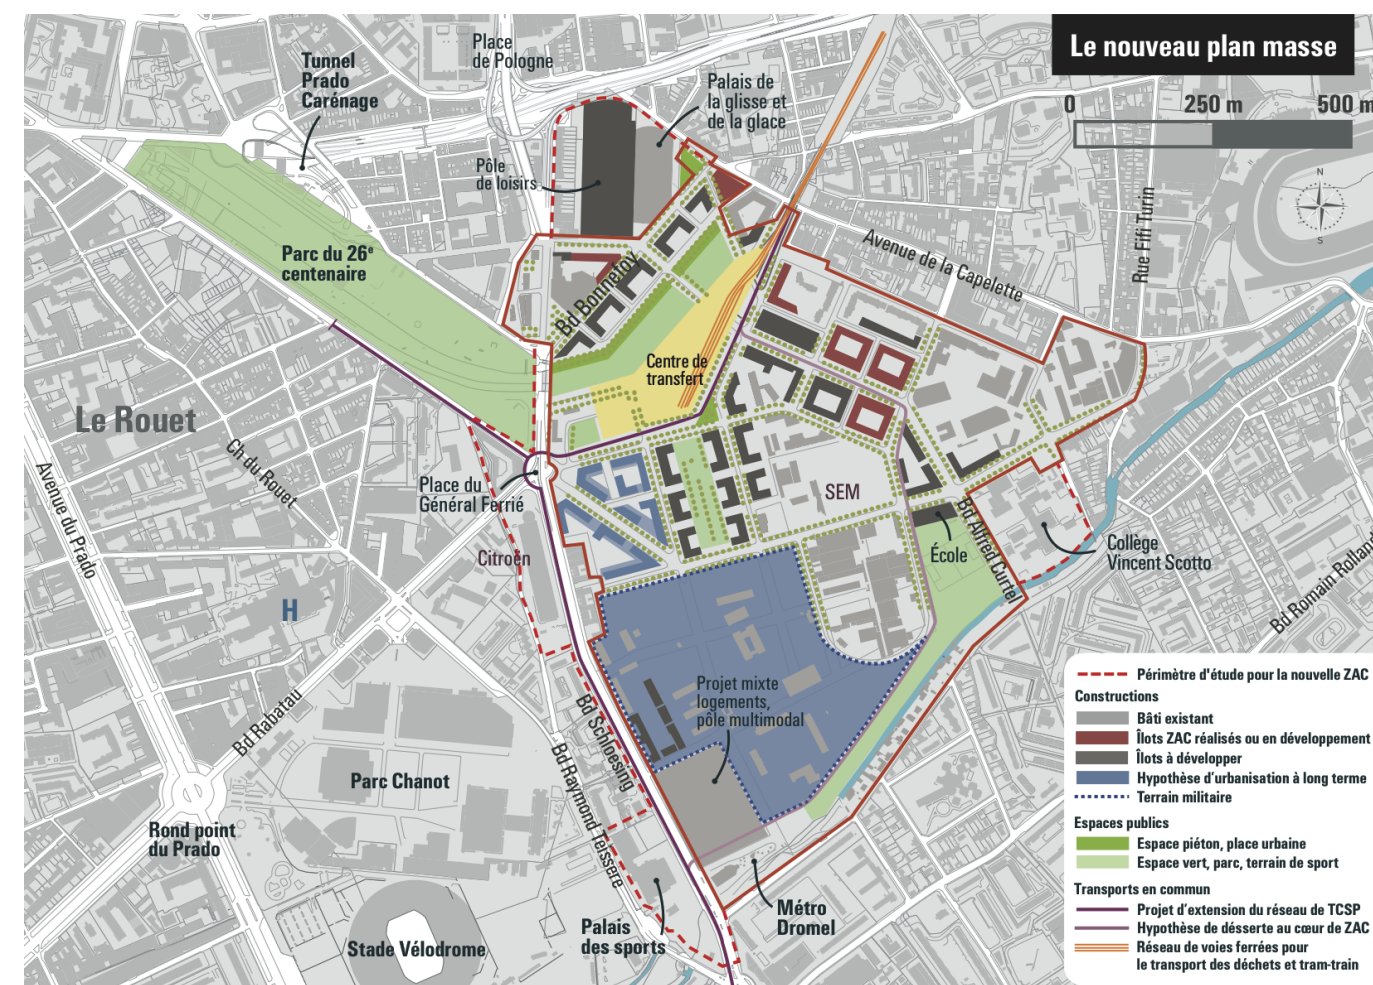 Le nouveau plan masse
0 250 m 500 m
N
S
Place
de Pologne
Tunnel
Prado
Carénage
Palais de
la glisse et
de la glace
Pôle
de loisirs
Parc du 26e
centenaire
Bd Bonnefoy
Avenue de la Capelette
Rue Fifi Turin
Centre de
transfert
Le Rouet
Ch du Rouet
Avenue du Prado
Place du
Général Ferrié
Citroën
SEM
École
Bd Alfred Curtel
Collège
Vincent Scotto
Bd Romain Rolland
H
Bd Rabatau
Projet mixte
logements,
pôle multimodal
Bd Schloesing
Bd Raymond Teissere
Parc Chanot
Rond point
du Prado
Stade Vélodrome
Palais
des sports
Métro
Dromel
Périmètre d'étude pour la nouvelle ZAC
Constructions
Bâti existant
Îlots ZAC réalisés ou en développement
Îlots à développer
Hypothèse d'urbanisation à long terme
Terrain militaire
Espaces publics
Espace piéton, place urbaine
Espace vert, parc, terrain de sport
Transports en commun
Projet d'extension du réseau de TCSP
Hypothèse de désserte au cœur de ZAC
Réseau de voies ferrées pour
le transport des déchets et tram-train